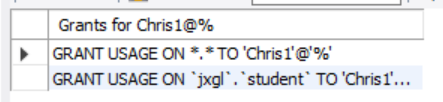 Grants for Chris1@%
GRANT USAGE ON *.* TO 'Chris1'@'%'
GRANT USAGE ON `jxgl`.`student` TO 'Chris1'...